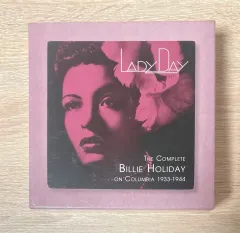 LADY DAY
THE COMPLETE
BILLIE HOLIDAY
ON COLUMBIA 1933-1944